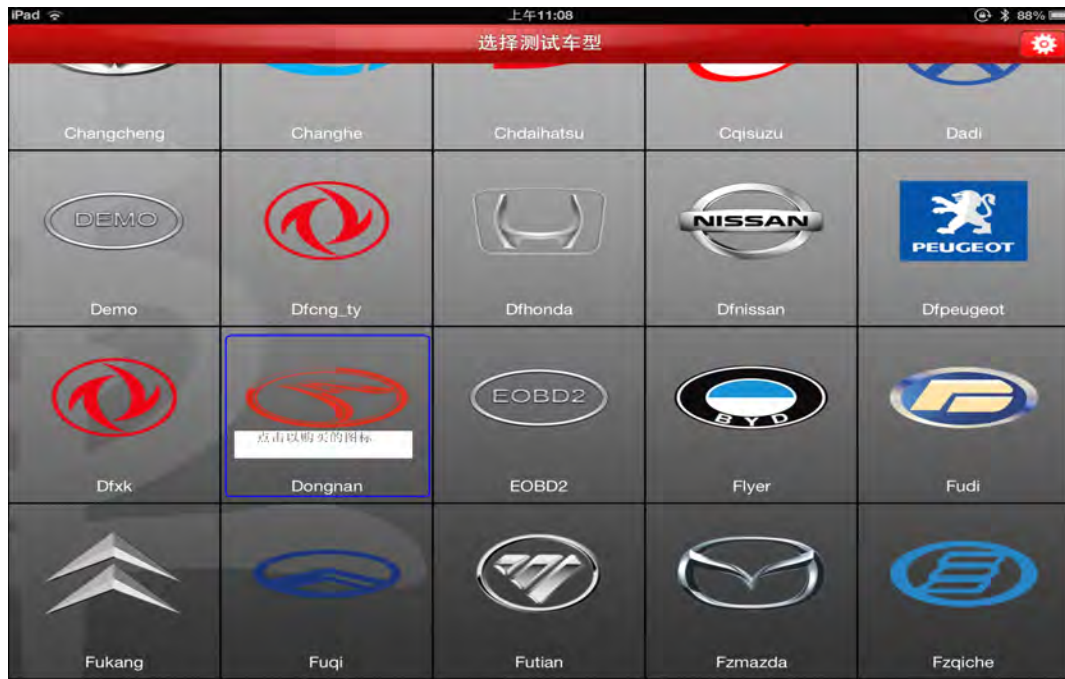 iPad 上午11:08 88%
选择测试车型
Changcheng Changhe Chdaihatsu Cqisuzu Dadi
DEMO NISSAN PEUGEOT
Demo Dfcng_ty Dfhonda Dfnissan Dfpeugeot
EOBD2 BYD
点击以购买的图标
Dfxk Dongnan EOBD2 Flyer Fudi
Fukang Fuqi Futian Fzmazda Fzqiche